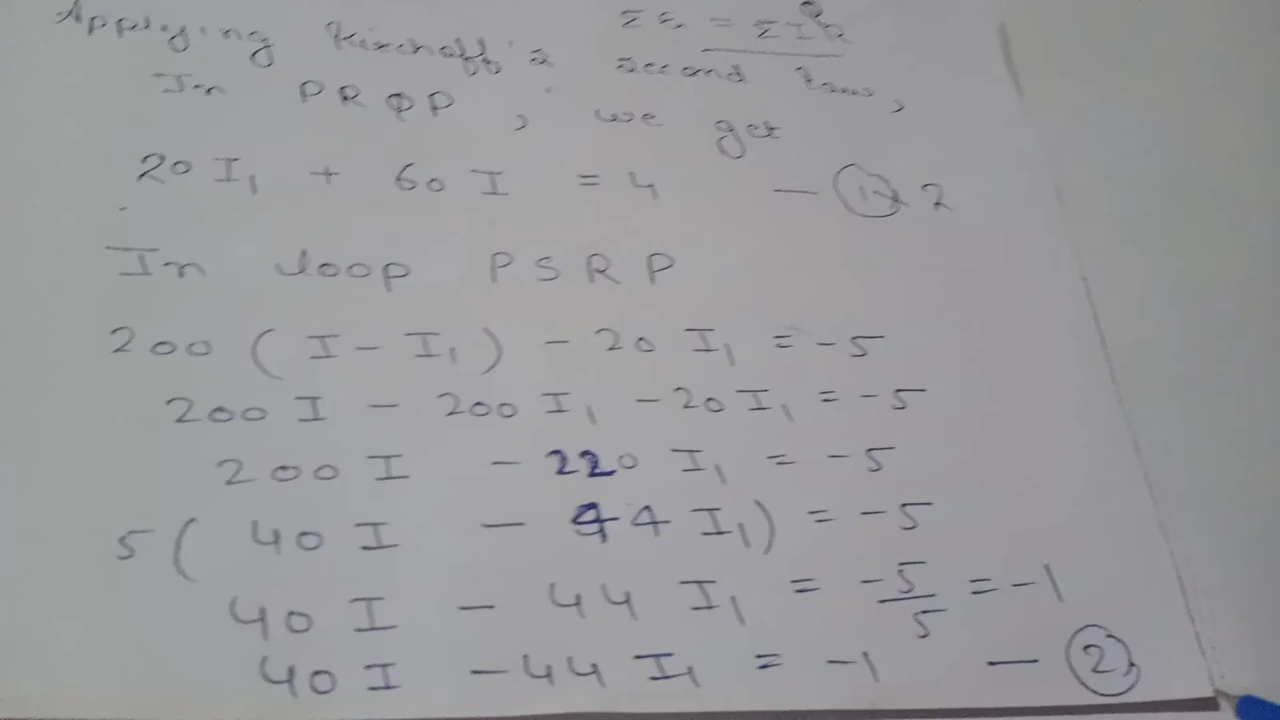 Applying Kirchoff's second law,
Σ ε = Σ I R
In PRQP, we get
20 I₁ + 60 I = 4 — ① × 2
In loop PSRP
200 ( I - I₁ ) - 20 I₁ = -5
200 I - 200 I₁ - 20 I₁ = -5
200 I - 220 I₁ = -5
5 ( 40 I - 44 I₁ ) = -5
40 I - 44 I₁ = -5/5 = -1
40 I - 44 I₁ = -1 — ②